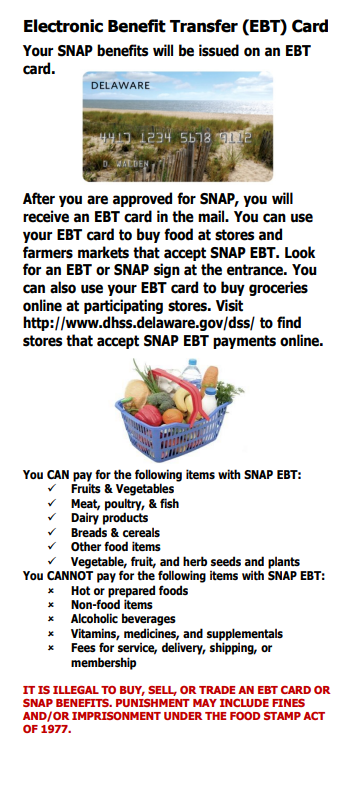 Electronic Benefit Transfer (EBT) Card
Your SNAP benefits will be issued on an EBT
card.
DELAWARE
4417 1234 5678 9112
D. WALDEN
After you are approved for SNAP, you will
receive an EBT card in the mail. You can use
your EBT card to buy food at stores and
farmers markets that accept SNAP EBT. Look
for an EBT or SNAP sign at the entrance. You
can also use your EBT card to buy groceries
online at participating stores. Visit
http://www.dhss.delaware.gov/dss/ to find
stores that accept SNAP EBT payments online.
You CAN pay for the following items with SNAP EBT:
✓ Fruits & Vegetables
✓ Meat, poultry, & fish
✓ Dairy products
✓ Breads & cereals
✓ Other food items
✓ Vegetable, fruit, and herb seeds and plants
You CANNOT pay for the following items with SNAP EBT:
× Hot or prepared foods
× Non-food items
× Alcoholic beverages
× Vitamins, medicines, and supplementals
× Fees for service, delivery, shipping, or
membership
IT IS ILLEGAL TO BUY, SELL, OR TRADE AN EBT CARD OR
SNAP BENEFITS. PUNISHMENT MAY INCLUDE FINES
AND/OR IMPRISONMENT UNDER THE FOOD STAMP ACT
OF 1977.